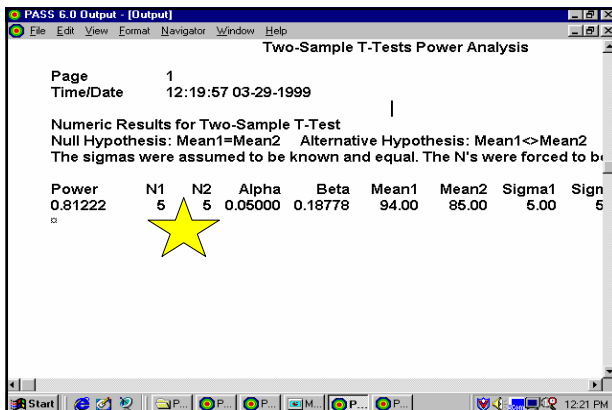 PASS 6.0 Output - [Output]
File Edit View Format Navigator Window Help
Two-Sample T-Tests Power Analysis
Page 1
Time/Date 12:19:57 03-29-1999
Numeric Results for Two-Sample T-Test
Null Hypothesis: Mean1=Mean2 Alternative Hypothesis: Mean1<>Mean2
The sigmas were assumed to be known and equal. The N's were forced to be
Power N1 N2 Alpha Beta Mean1 Mean2 Sigma1 Sign
0.81222 5 5 0.05000 0.18778 94.00 85.00 5.00 5
Start P... P... P... M... P... P... 12:21 PM